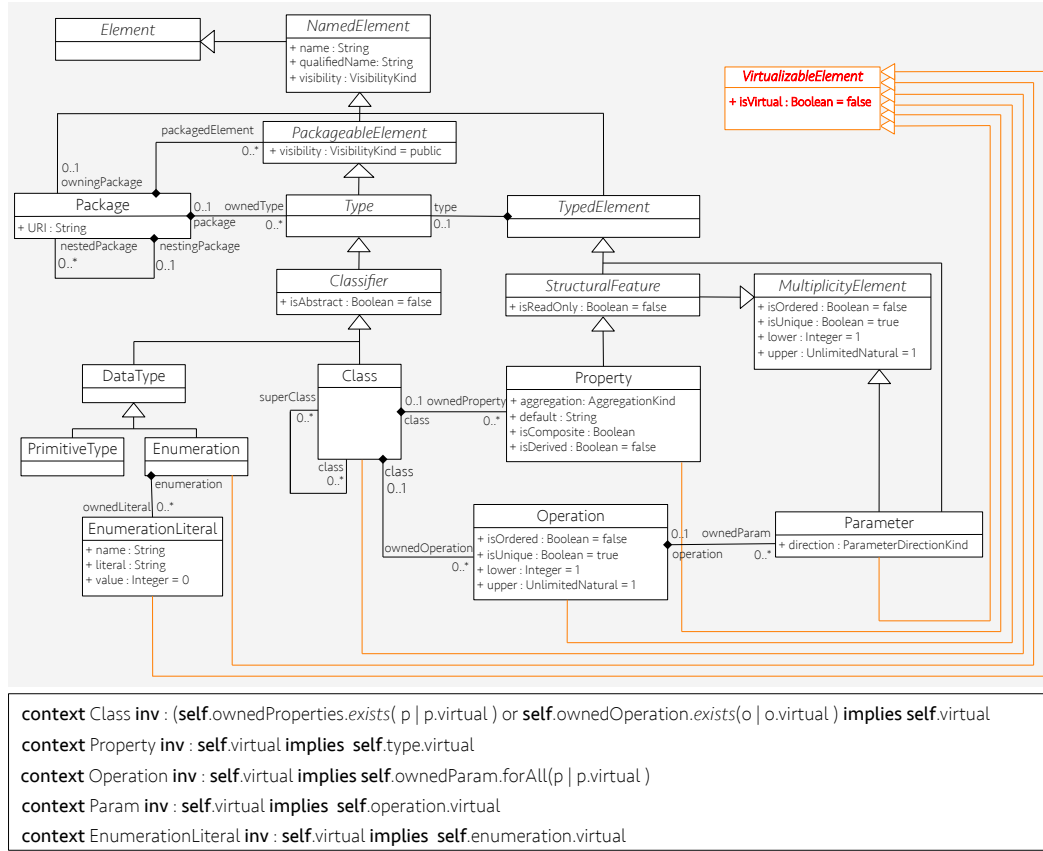 Element
NamedElement
+ name : String
+ qualifiedName: String
+ visibility : VisibilityKind
VirtualizableElement
+ isVirtual : Boolean = false
packagedElement
0..*
PackageableElement
+ visibility : VisibilityKind = public
0..1
owningPackage
Package
+ URI : String
0..1
package
ownedType
0..*
Type
type
0..1
TypedElement
nestedPackage
0..*
nestingPackage
0..1
Classifier
+ isAbstract : Boolean = false
StructuralFeature
+ isReadOnly : Boolean = false
MultiplicityElement
+ isOrdered : Boolean = false
+ isUnique : Boolean = true
+ lower : Integer = 1
+ upper : UnlimitedNatural = 1
DataType
Class
superClass
0..*
class
0..*
0..1
class
ownedProperty
0..*
Property
+ aggregation: AggregationKind
+ default : String
+ isComposite : Boolean
+ isDerived : Boolean = false
PrimitiveType
Enumeration
enumeration
class
0..1
ownedLiteral
0..*
EnumerationLiteral
+ name : String
+ literal : String
+ value : Integer = 0
ownedOperation
0..*
Operation
+ isOrdered : Boolean = false
+ isUnique : Boolean = true
+ lower : Integer = 1
+ upper : UnlimitedNatural = 1
0..1
operation
ownedParam
0..*
Parameter
+ direction : ParameterDirectionKind
context Class inv : (self.ownedProperties.exists( p | p.virtual ) or self.ownedOperation.exists(o | o.virtual ) implies self.virtual
context Property inv : self.virtual implies self.type.virtual
context Operation inv : self.virtual implies self.ownedParam.forAll(p | p.virtual )
context Param inv : self.virtual implies self.operation.virtual
context EnumerationLiteral inv : self.virtual implies self.enumeration.virtual